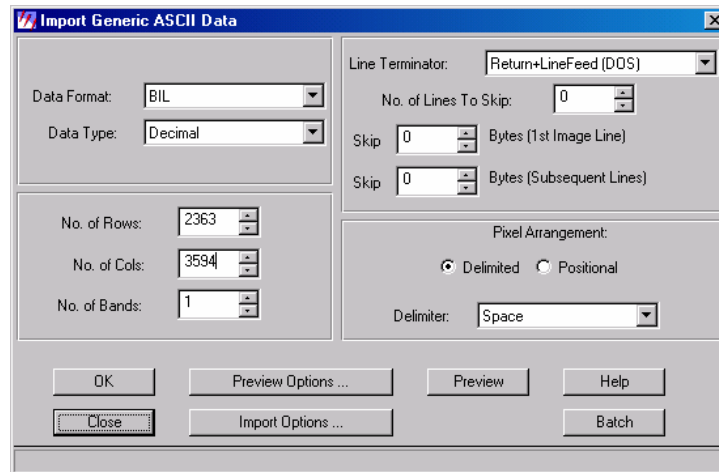 Import Generic ASCII Data
Data Format: BIL
Data Type: Decimal
No. of Rows: 2363
No. of Cols: 3594
No. of Bands: 1
Line Terminator: Return+LineFeed (DOS)
No. of Lines To Skip: 0
Skip 0 Bytes (1st Image Line)
Skip 0 Bytes (Subsequent Lines)
Pixel Arrangement:
Delimited Positional
Delimiter: Space
OK Preview Options ... Preview Help
Close Import Options ... Batch